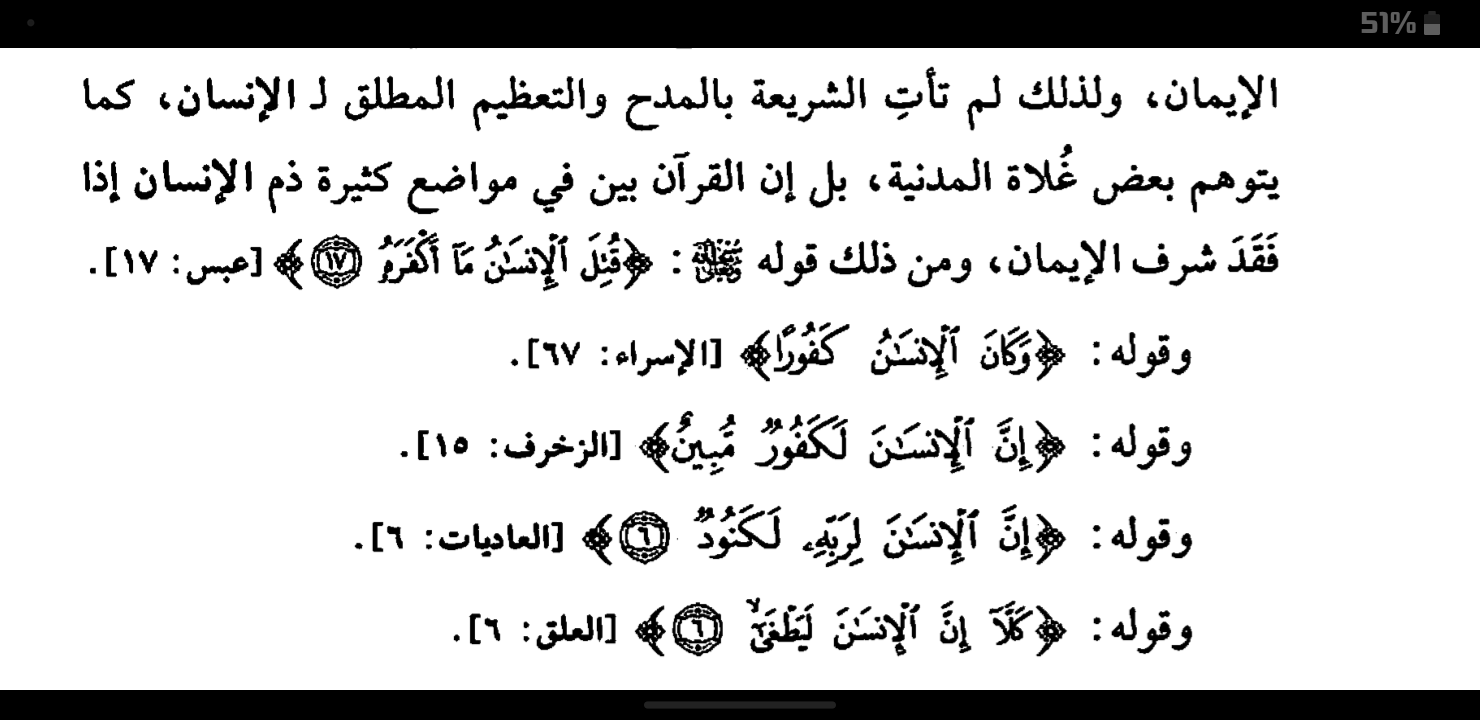 51%
الإيمان، ولذلك لم تأتِ الشريعة بالمدح والتعظيم المطلق لـ الإنسان، كما
يتوهم بعض غُلاة المدنية، بل إن القرآن بين في مواضع كثيرة ذم الإنسان إذا
فَقَدَ شرف الإيمان، ومن ذلك قوله ﷾: ﴿قُتِلَ ٱلْإِنسَٰنُ مَآ أَكْفَرَهُۥ ١٧﴾ [عبس: ١٧].
وقوله: ﴿وَكَانَ ٱلْإِنسَٰنُ كَفُورًا﴾ [الإسراء: ٦٧].
وقوله: ﴿إِنَّ ٱلْإِنسَٰنَ لَكَفُورٌ مُّبِينٌ﴾ [الزخرف: ١٥].
وقوله: ﴿إِنَّ ٱلْإِنسَٰنَ لِرَبِّهِۦ لَكَنُودٌ ٦﴾ [العاديات: ٦].
وقوله: ﴿كَلَّآ إِنَّ ٱلْإِنسَٰنَ لَيَطْغَىٰٓ ٦﴾ [العلق: ٦].